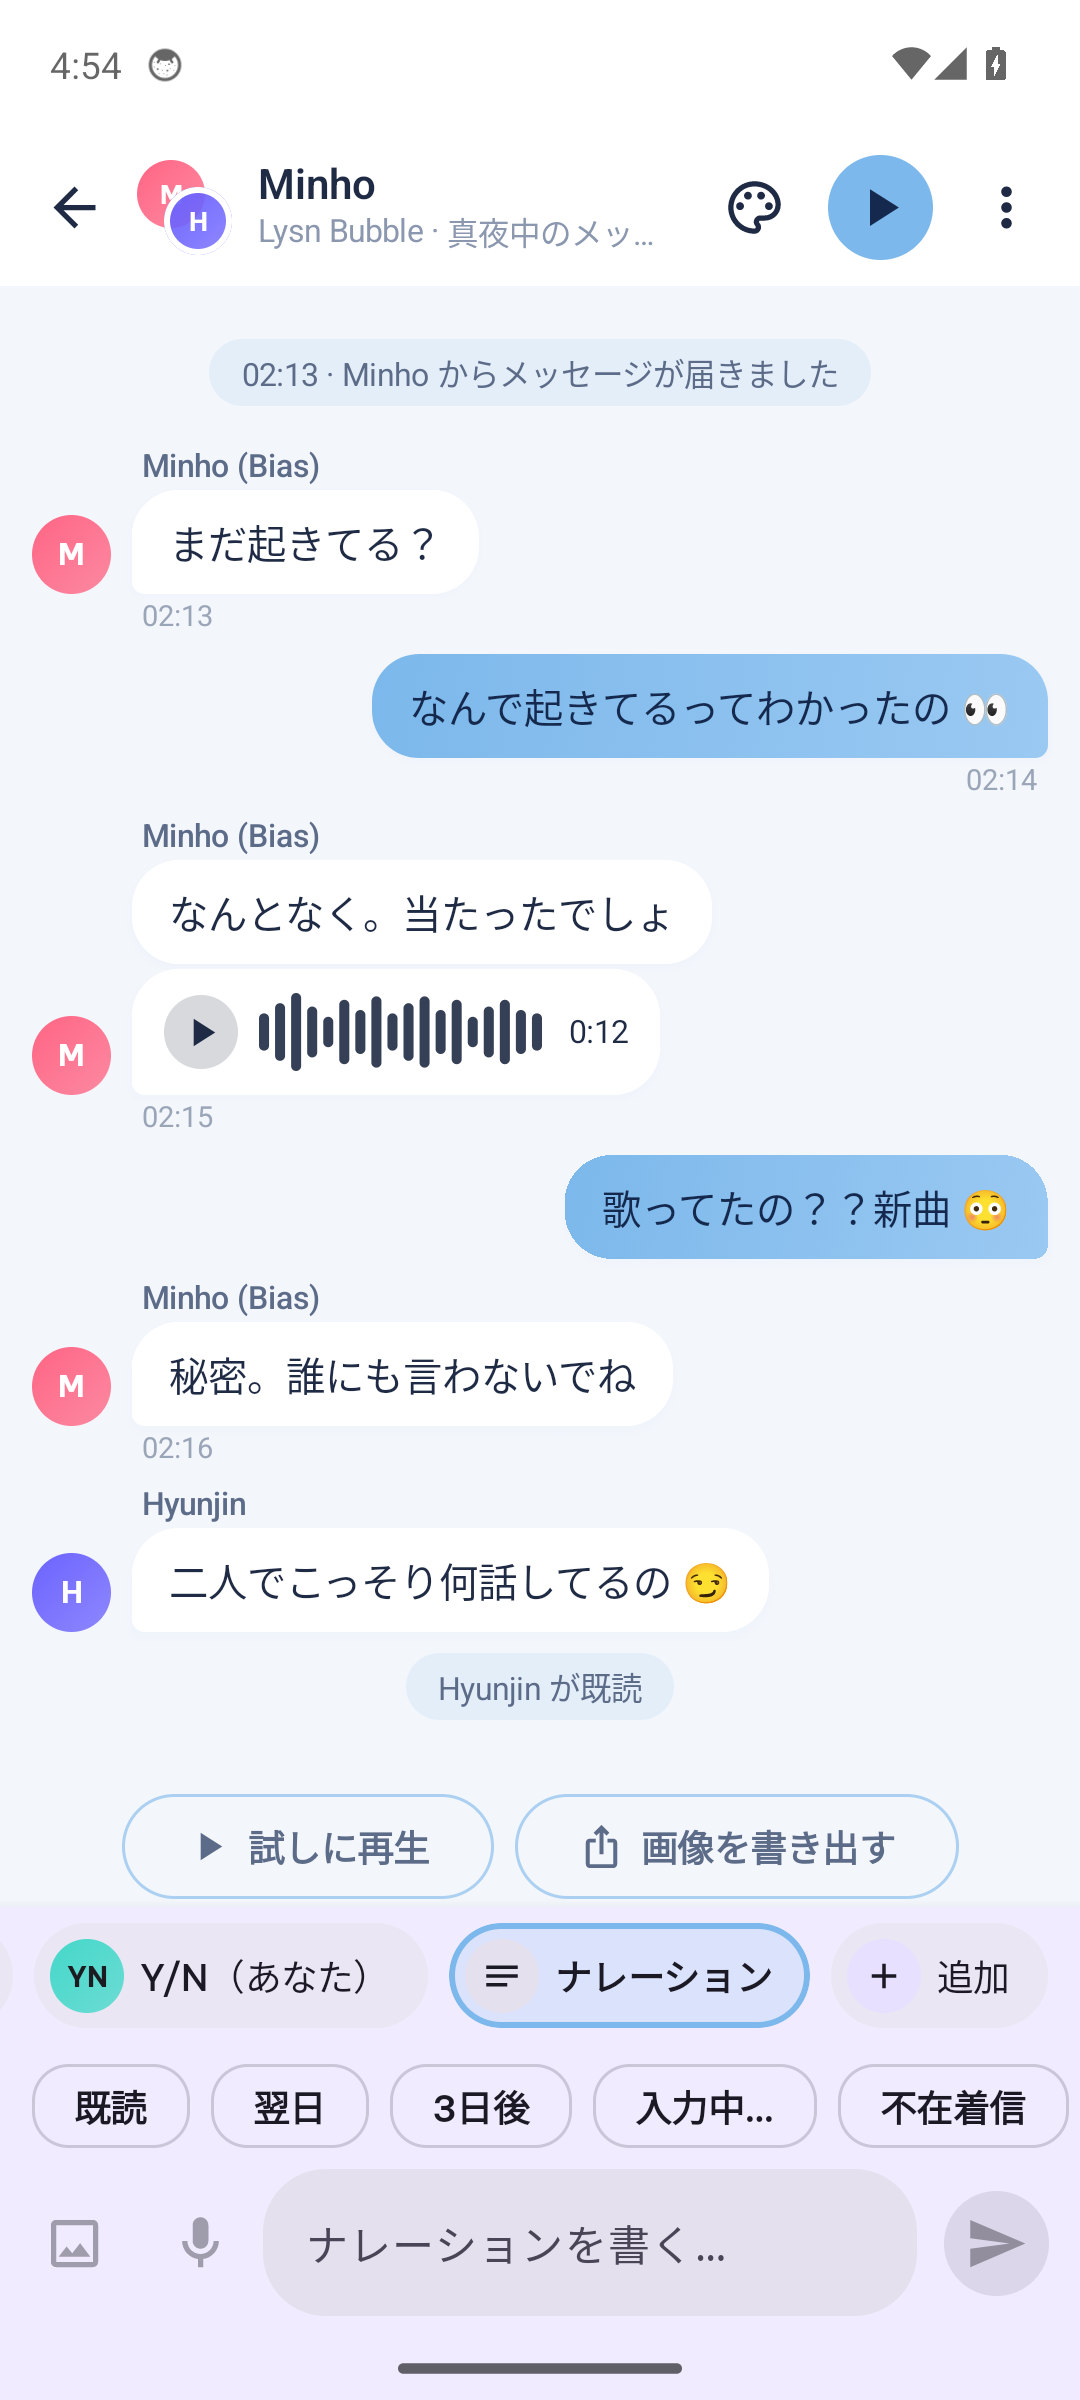 4:54
M
H
Minho
Lysn Bubble · 真夜中のメッ...
02:13 · Minho からメッセージが届きました
Minho (Bias)
M
まだ起きてる？
02:13
なんで起きてるってわかったの 👀
02:14
Minho (Bias)
なんとなく。当たったでしょ
M
0:12
02:15
歌ってたの？？新曲 😳
Minho (Bias)
M
秘密。誰にも言わないでね
02:16
Hyunjin
H
二人でこっそり何話してるの 😏
Hyunjin が既読
試しに再生
画像を書き出す
YN
Y/N（あなた）
ナレーション
追加
既読
翌日
3日後
入力中...
不在着信
ナレーションを書く...